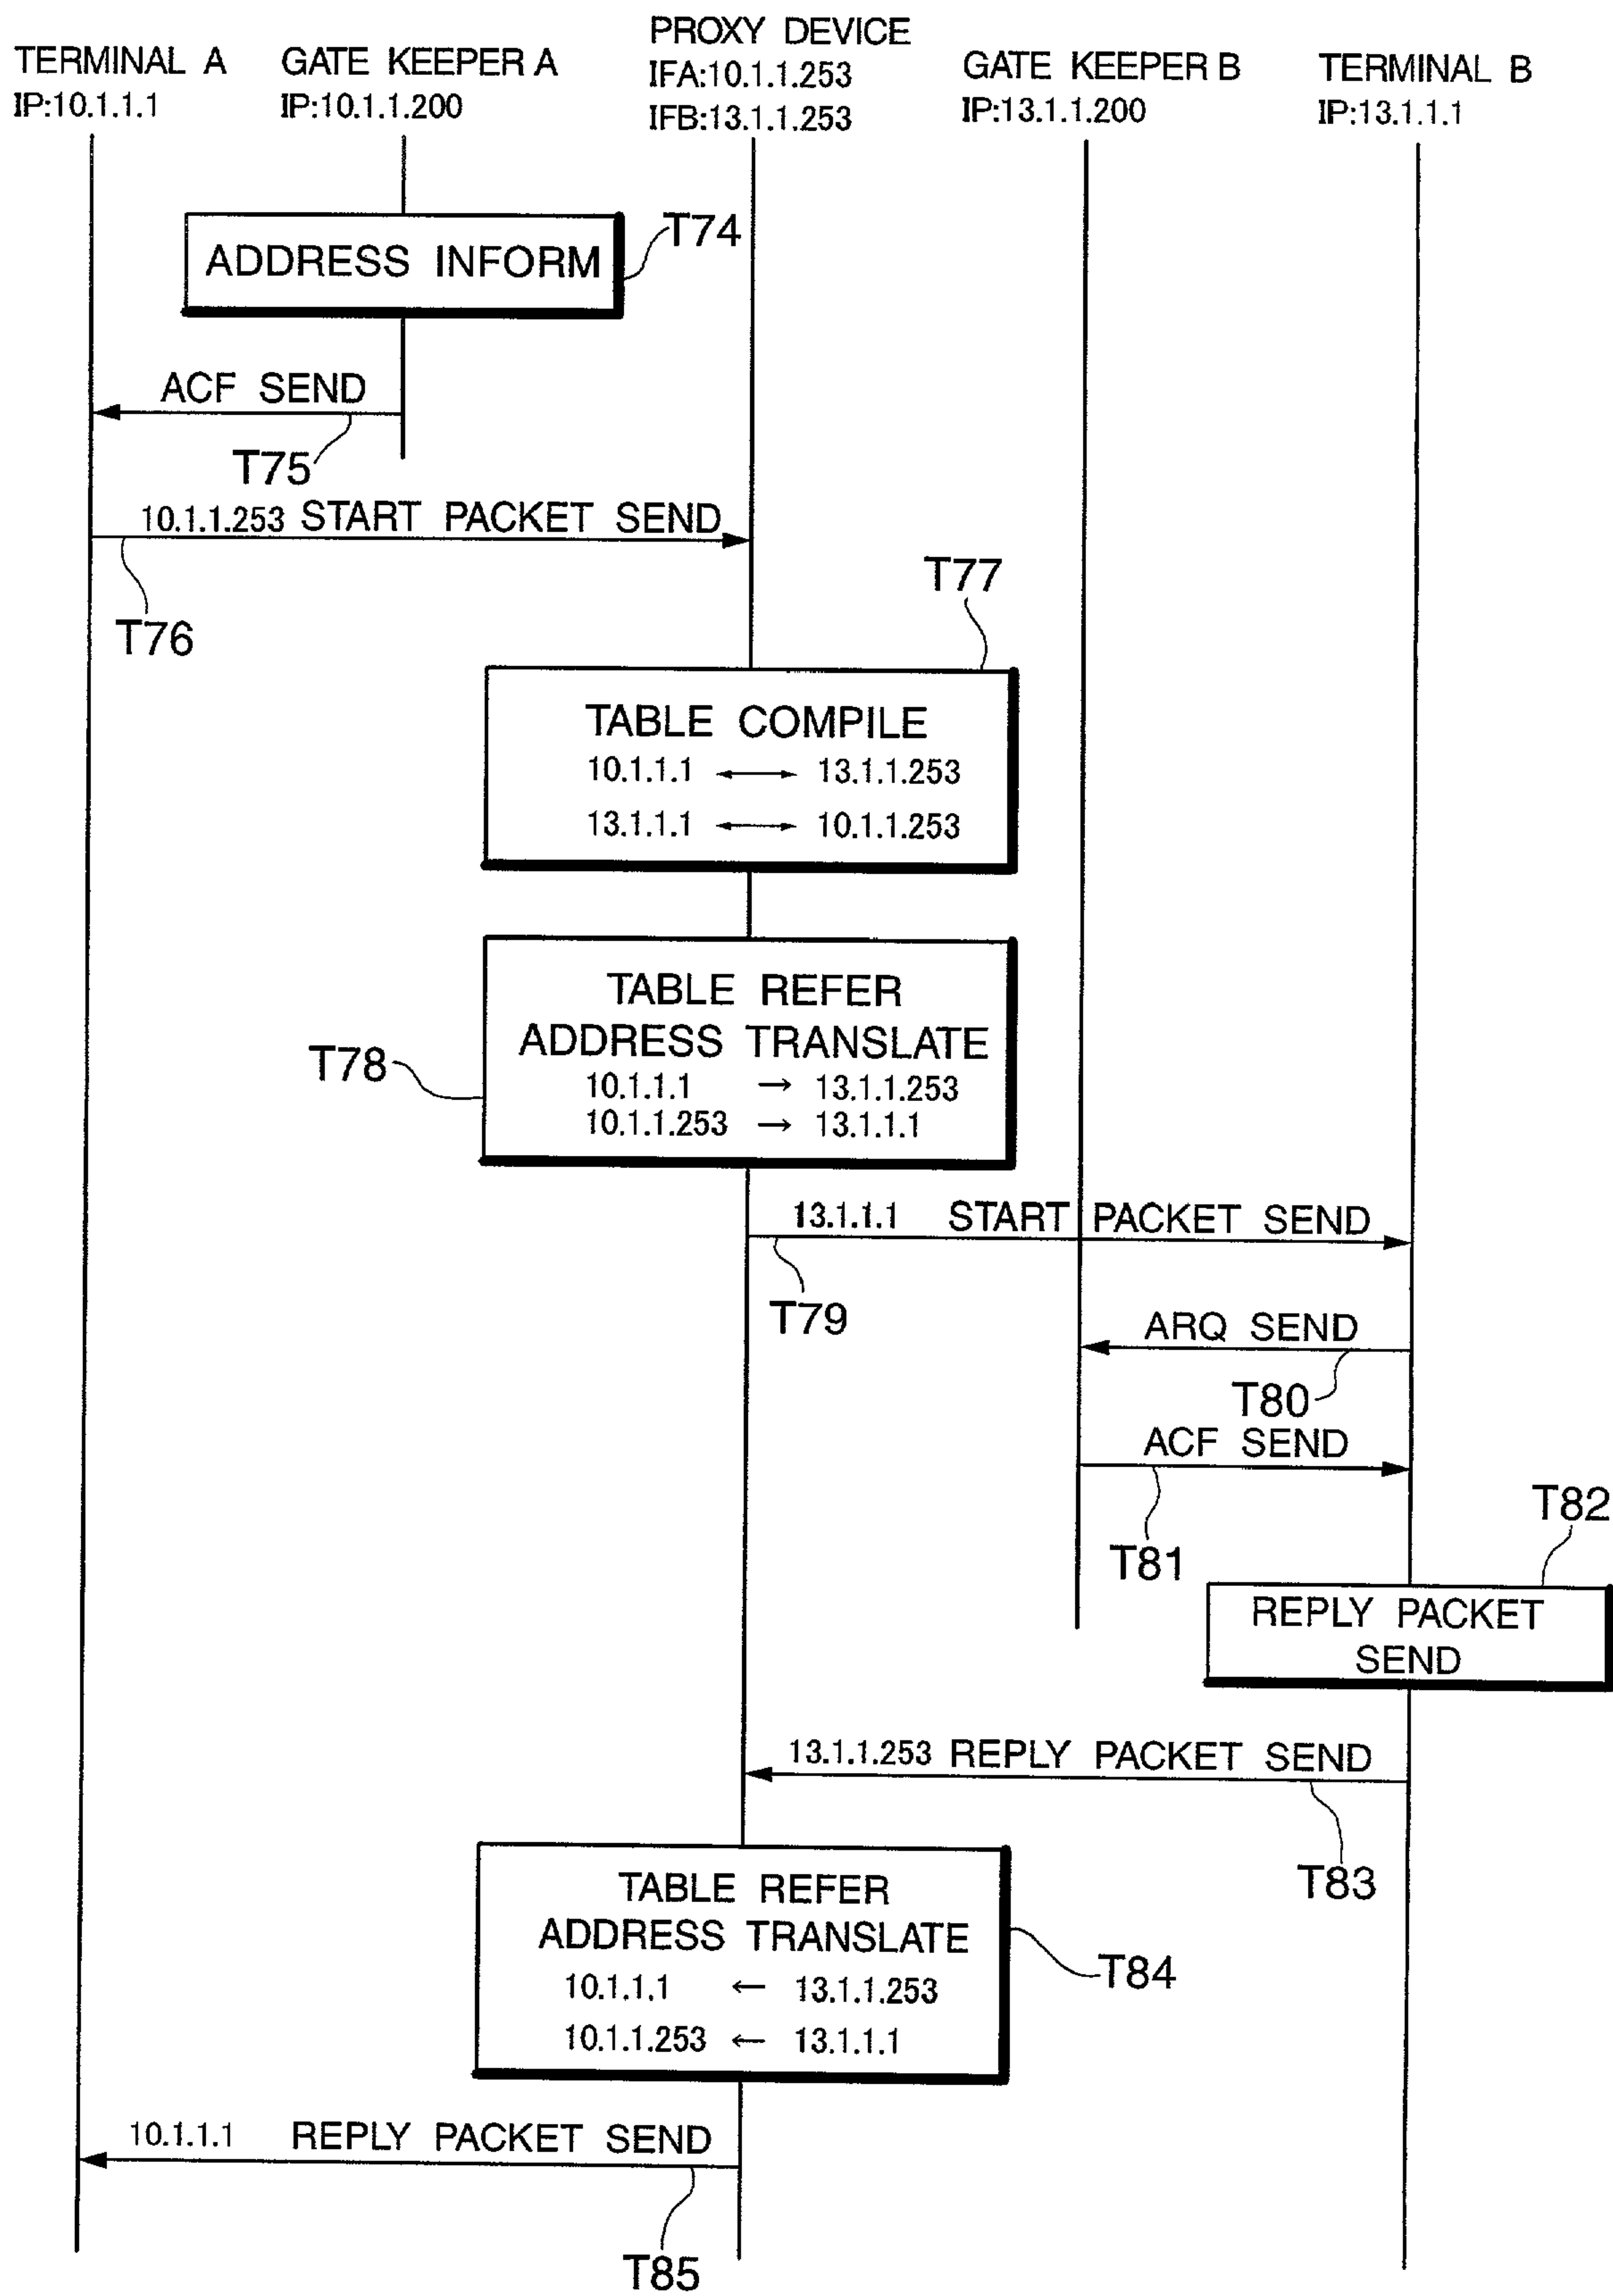 TERMINAL A
IP:10.1.1.1
GATE KEEPER A
IP:10.1.1.200
PROXY DEVICE
IFA:10.1.1.253
IFB:13.1.1.253
GATE KEEPER B
IP:13.1.1.200
TERMINAL B
IP:13.1.1.1
ADDRESS INFORM
T74
ACF SEND
T75
10.1.1.253 START PACKET SEND
T76
T77
TABLE COMPILE
10.1.1.1 ↔ 13.1.1.253
13.1.1.1 ↔ 10.1.1.253
TABLE REFER
ADDRESS TRANSLATE
10.1.1.1 → 13.1.1.253
10.1.1.253 → 13.1.1.1
T78
13.1.1.1 START PACKET SEND
T79
ARQ SEND
T80
ACF SEND
T81
T82
REPLY PACKET
SEND
13.1.1.253 REPLY PACKET SEND
T83
TABLE REFER
ADDRESS TRANSLATE
10.1.1.1 ← 13.1.1.253
10.1.1.253 ← 13.1.1.1
T84
10.1.1.1 REPLY PACKET SEND
T85